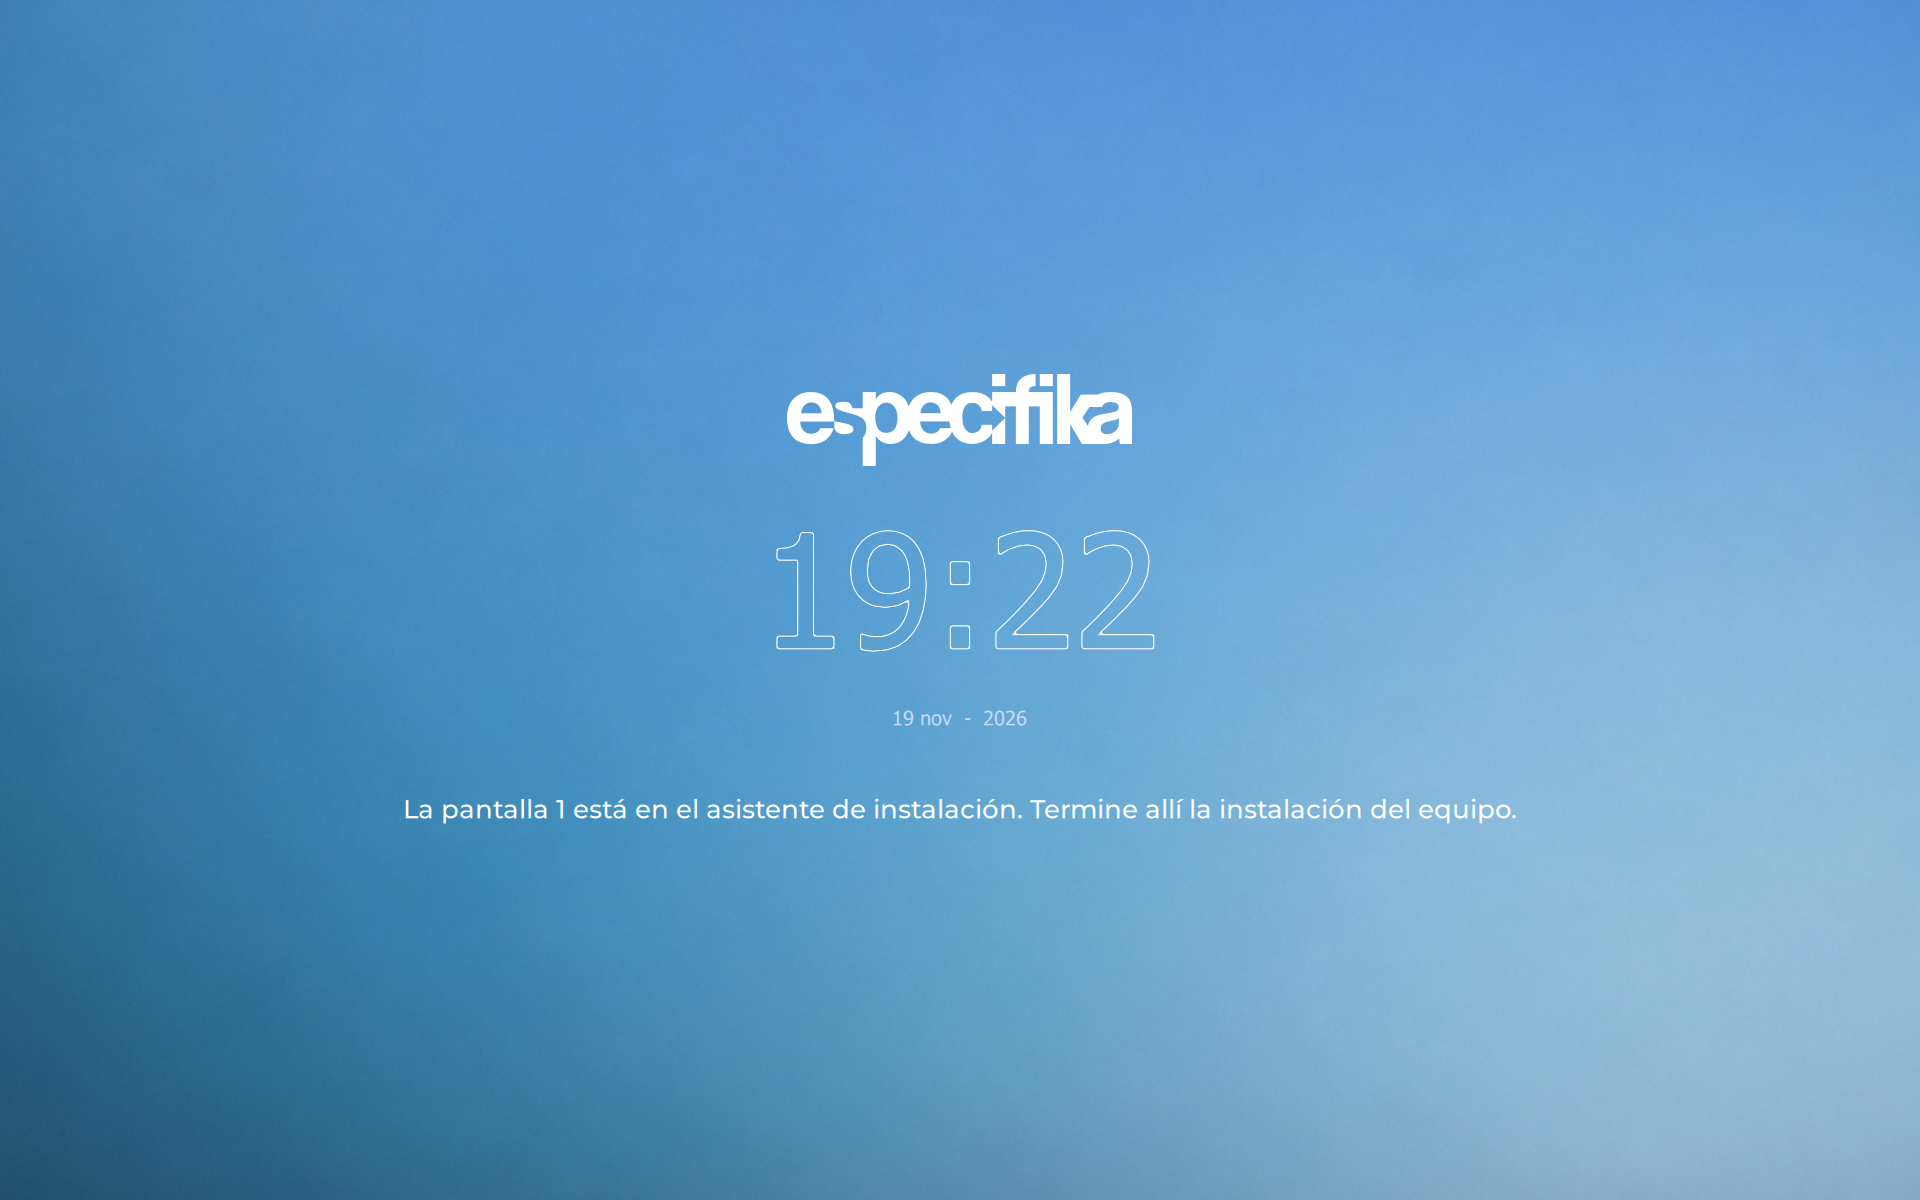 especifika
19:22
19 nov - 2026
La pantalla 1 está en el asistente de instalación. Termine allí la instalación del equipo.